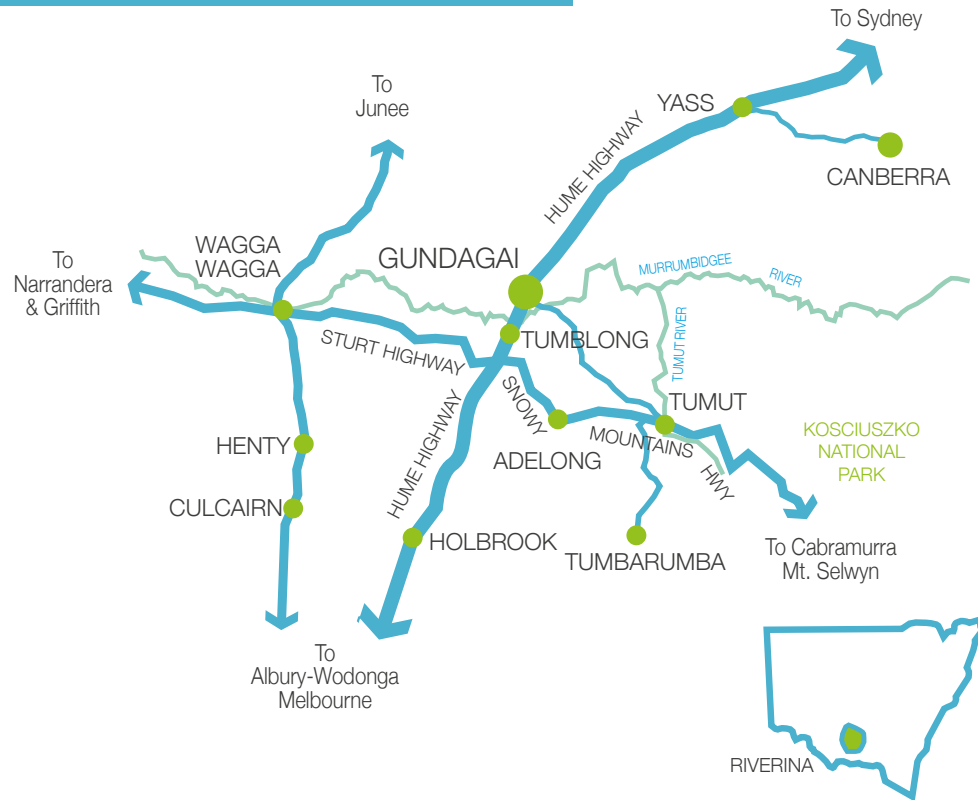 To Sydney
To
Junee
YASS
CANBERRA
HUME HIGHWAY
WAGGA
WAGGA
GUNDAGAI
To
Narrandera
& Griffith
MURRUMBIDGEE
RIVER
TUMUT RIVER
TUMBLONG
STURT HIGHWAY
SNOWY
MOUNTAINS
HWY
TUMUT
HUME HIGHWAY
ADELONG
KOSCIUSZKO
NATIONAL
PARK
HENTY
CULCAIRN
HOLBROOK
TUMBARUMBA
To Cabramurra
Mt. Selwyn
To
Albury-Wodonga
Melbourne
RIVERINA